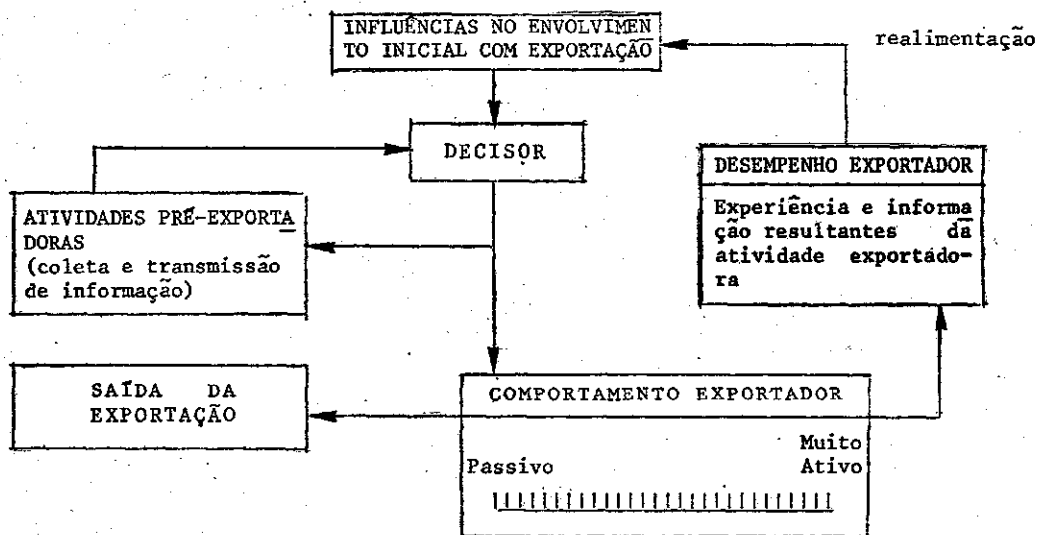 INFLUÊNCIAS NO ENVOLVIMEN
TO INICIAL COM EXPORTAÇÃO
realimentação
DECISOR
DESEMPENHO EXPORTADOR
Experiência e informa
ção resultantes da
atividade exportado-
ra
ATIVIDADES PRÉ-EXPORTA
DORAS
(coleta e transmissão
de informação)
SAÍDA DA
EXPORTAÇÃO
COMPORTAMENTO EXPORTADOR
Muito
Passivo Ativo